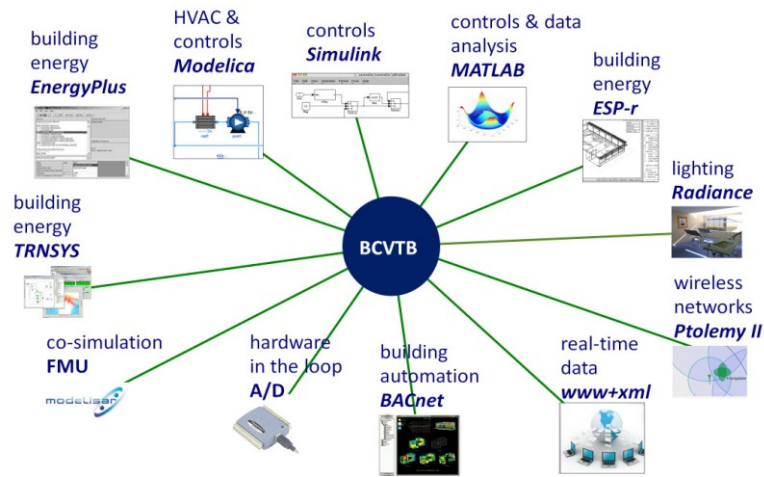 building
energy
EnergyPlus
HVAC &
controls
Modelica
controls
Simulink
controls & data
analysis
MATLAB
building
energy
ESP-r
lighting
Radiance
building
energy
TRNSYS
BCVTB
wireless
networks
Ptolemy II
co-simulation
FMU
modelisar
hardware
in the loop
A/D
building
automation
BACnet
real-time
data
www+xml